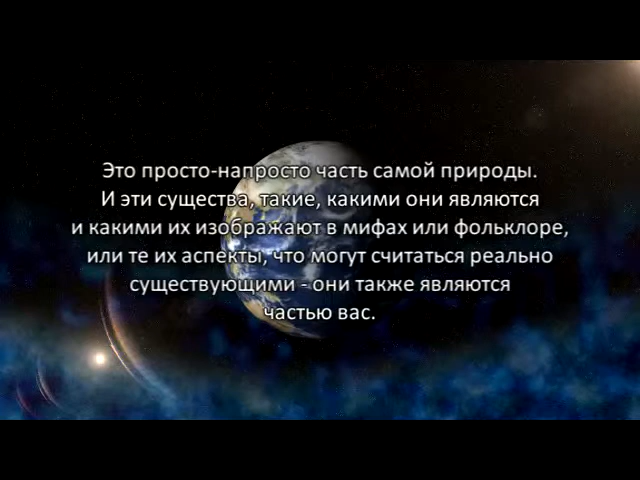 Это просто-напросто часть самой природы.
И эти существа, такие, какими они являются
и какими их изображают в мифах или фольклоре,
или те их аспекты, что могут считаться реально
существующими - они также являются
частью вас.